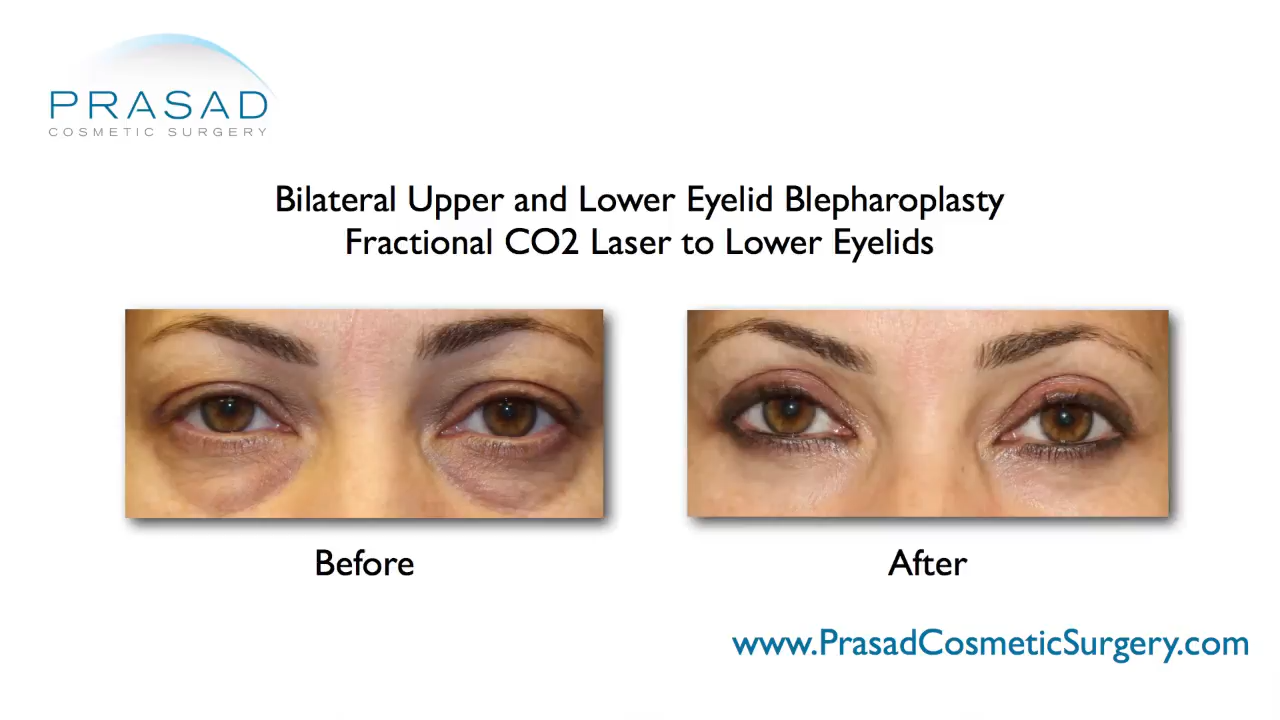 PRASAD
COSMETIC SURGERY
Bilateral Upper and Lower Eyelid Blepharoplasty
Fractional CO2 Laser to Lower Eyelids
Before
After
www.PrasadCosmeticSurgery.com